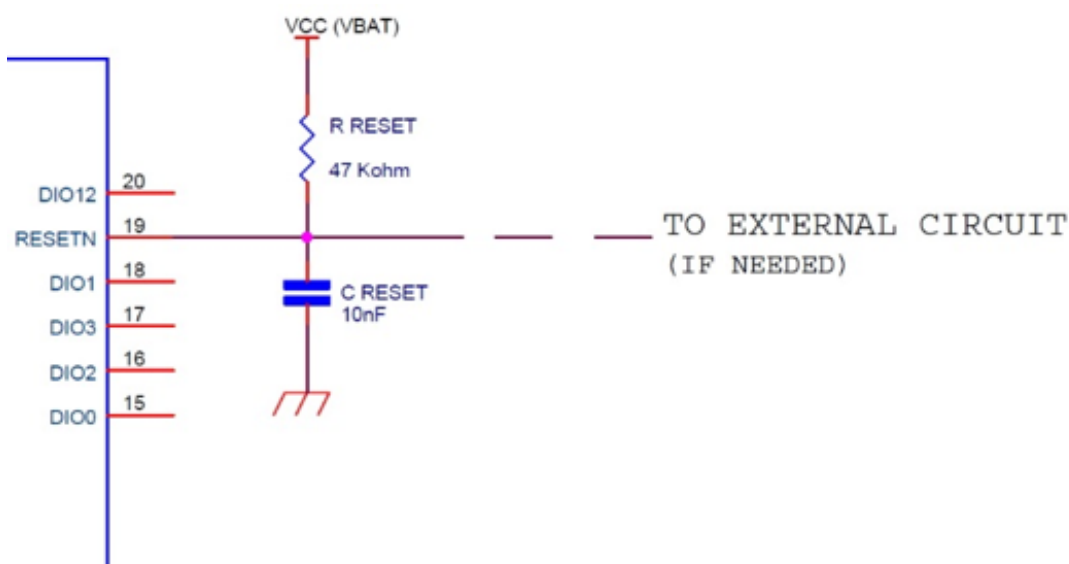 VCC (VBAT)
R RESET
47 Kohm
DIO12 20
RESETN 19
TO EXTERNAL CIRCUIT
(IF NEEDED)
DIO1 18
C RESET
10nF
DIO3 17
DIO2 16
DIO0 15